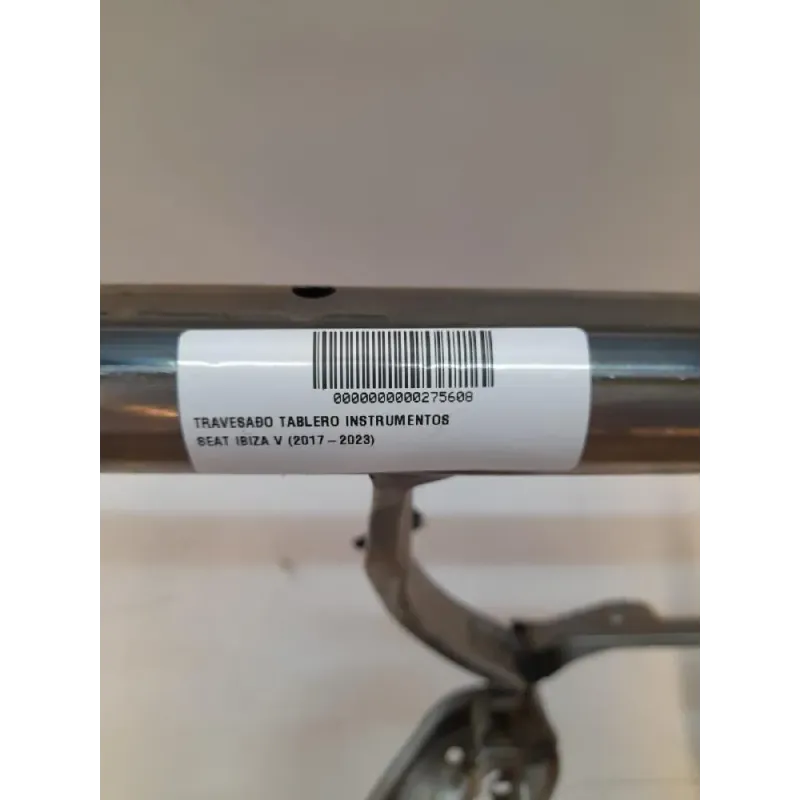 0000000000275608
TRAVESAÑO TABLERO INSTRUMENTOS
SEAT IBIZA V (2017-2023)